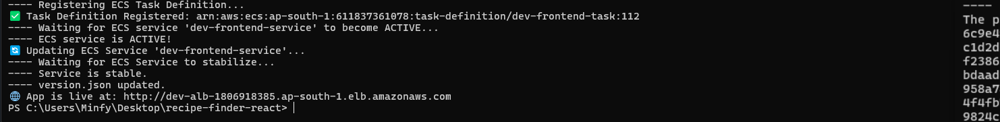 ---- Registering ECS Task Definition...
✅ Task Definition Registered: arn:aws:ecs:ap-south-1:611837361078:task-definition/dev-frontend-task:112
---- Waiting for ECS service 'dev-frontend-service' to become ACTIVE...
---- ECS service is ACTIVE!
🔄 Updating ECS Service 'dev-frontend-service'...
---- Waiting for ECS Service to stabilize...
---- Service is stable.
---- version.json updated.
🌐 App is live at: http://dev-alb-1806918385.ap-south-1.elb.amazonaws.com
PS C:\Users\Minfy\Desktop\recipe-finder-react>
----
The p
6c9e4
c1d2d
f2386
bdaad
958a7
4f4fb
9824c